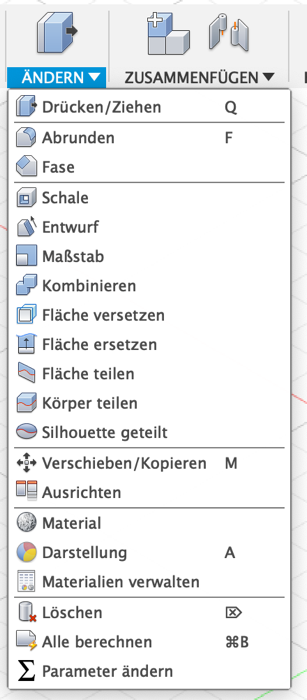 ÄNDERN ▼ ZUSAMMENFÜGEN ▼
Drücken/Ziehen Q
Abrunden F
Fase
Schale
Entwurf
Maßstab
Kombinieren
Fläche versetzen
Fläche ersetzen
Fläche teilen
Körper teilen
Silhouette geteilt
Verschieben/Kopieren M
Ausrichten
Material
Darstellung A
Materialien verwalten
Löschen ⌦
Alle berechnen ⌘B
Parameter ändern